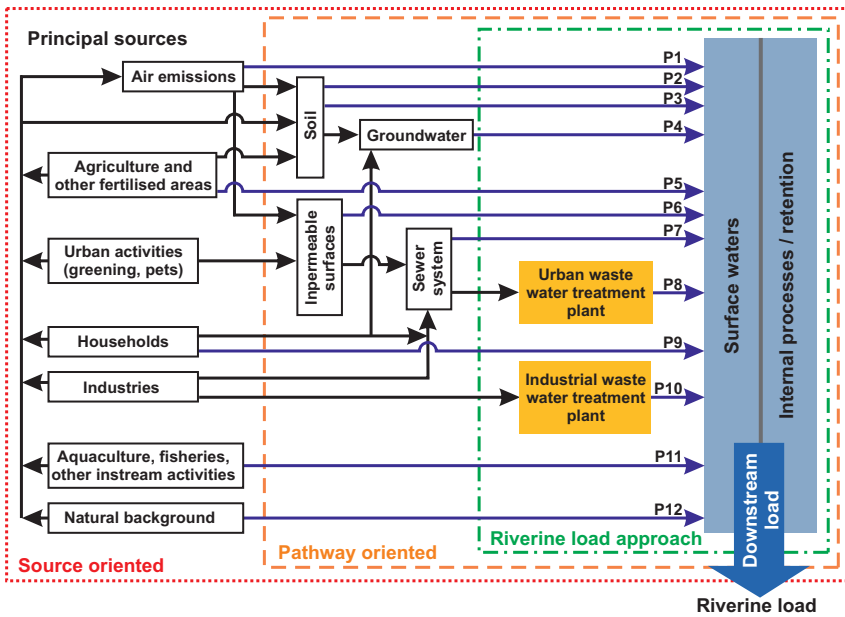 Principal sources
Air emissions
P1
P2
P3
Soil
Groundwater
P4
Agriculture and
other fertilised areas
P5
P6
P7
Inpermeable
surfaces
Urban activities
(greening, pets)
Sewer
system
Urban waste
water treatment
plant
P8
Households
P9
Industries
Industrial waste
water treatment
plant
P10
Aquaculture, fisheries,
other instream activities
P11
Natural background
P12
Surface waters
Internal processes / retention
Downstream
load
Riverine load approach
Pathway oriented
Source oriented
Riverine load